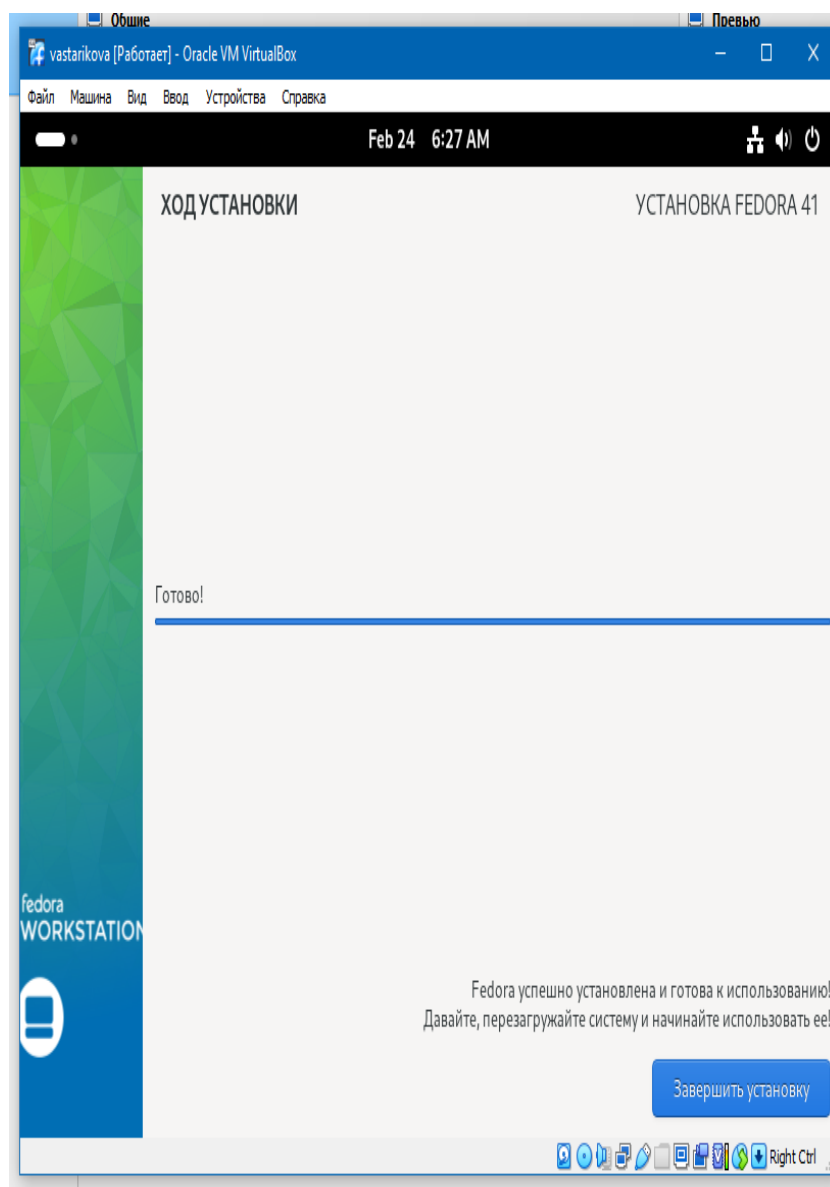 Общие
Превью
vastarikova [Работает] - Oracle VM VirtualBox
Файл Машина Вид Ввод Устройства Справка
Feb 24 6:27 AM
ХОД УСТАНОВКИ
УСТАНОВКА FEDORA 41
Готово!
fedora
WORKSTATION
Fedora успешно установлена и готова к использованию!
Давайте, перезагружайте систему и начинайте использовать ее!
Завершить установку
Right Ctrl